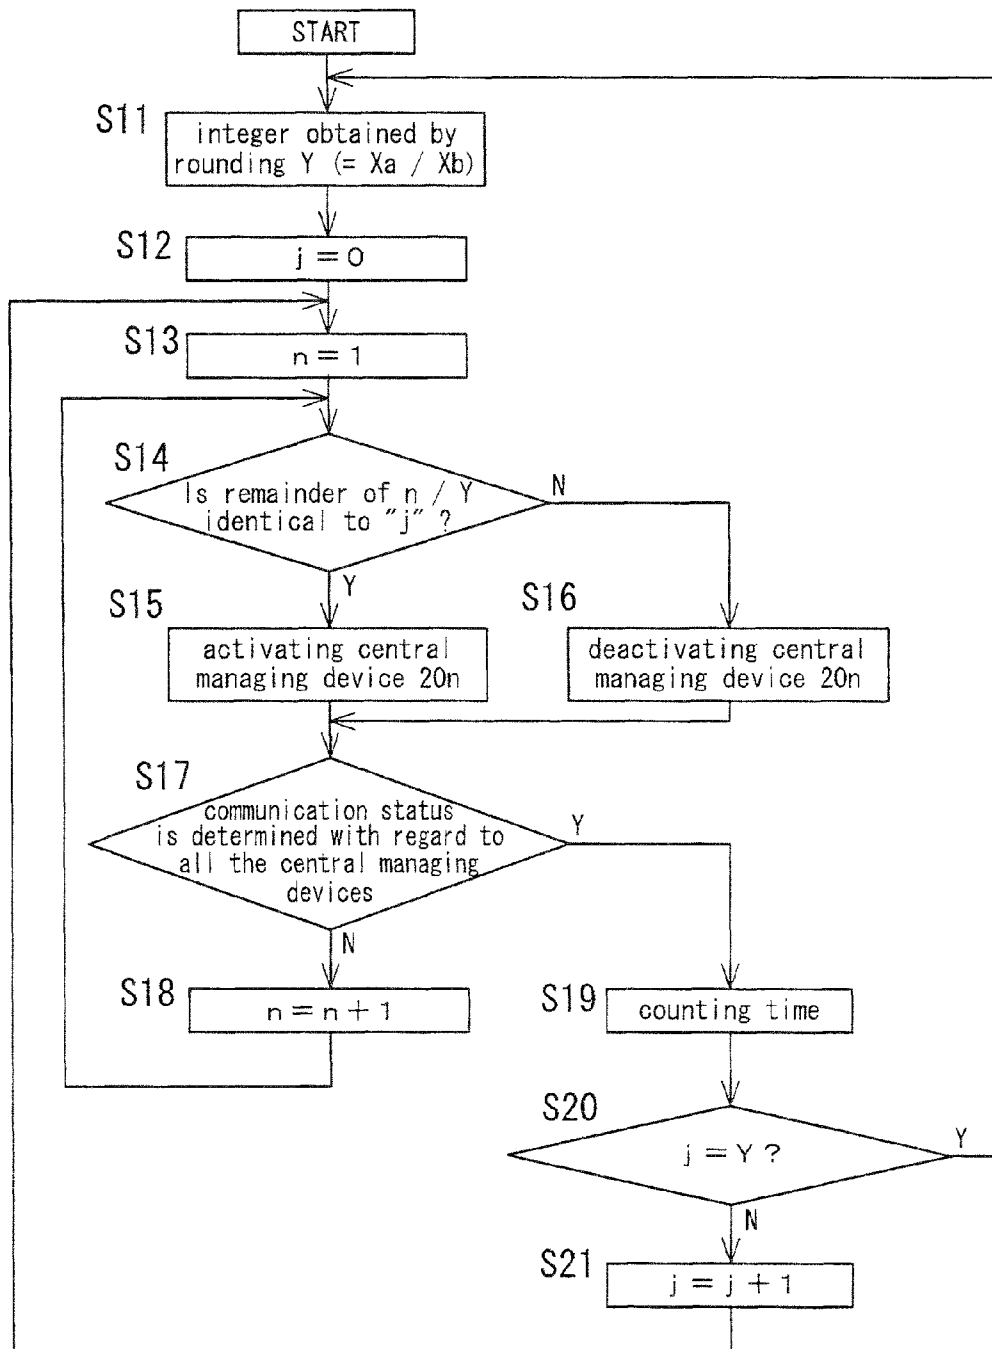 START
S11
integer obtained by
rounding Y (= Xa / Xb)
S12
j = 0
S13
n = 1
S14
Is remainder of n / Y
identical to "j" ?
N
Y
S15
activating central
managing device 20n
S16
deactivating central
managing device 20n
S17
communication status
is determined with regard to
all the central managing
devices
Y
N
S18
n = n + 1
S19
counting time
S20
j = Y ?
Y
N
S21
j = j + 1